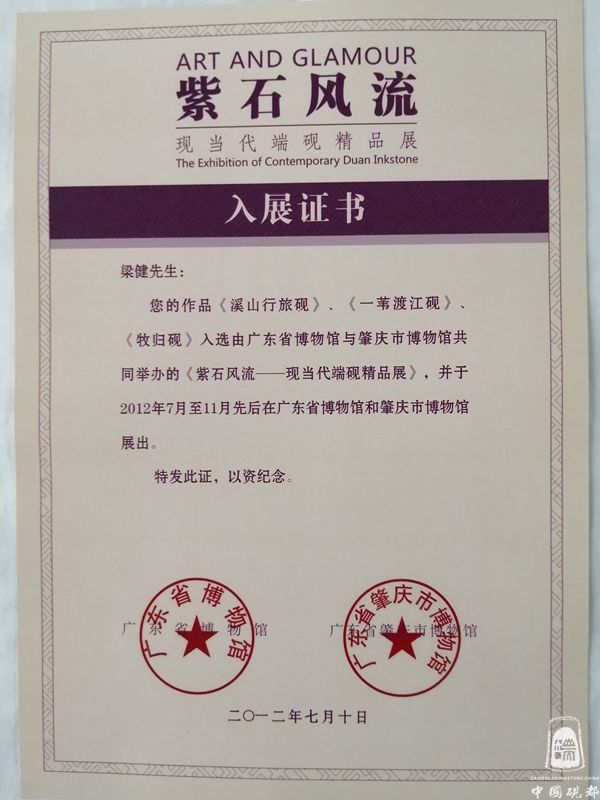 ART AND GLAMOUR
紫石风流
现当代端砚精品展
The Exhibition of Contemporary Duan Inkstone
入展证书
梁健先生：
您的作品《溪山行旅砚》、《一苇渡江砚》、
《牧归砚》入选由广东省博物馆与肇庆市博物馆共
同举办的《紫石风流——现当代端砚精品展》，并于
2012年7月至11月先后在广东省博物馆和肇庆市博物馆
展出。
特发此证，以资纪念。
广东省博物馆
广东省博物馆
广东省肇庆市博物馆
广东省肇庆市博物馆
二〇一二年七月十日
CAPITAL OF INKSTONE, CHINA
中国砚都